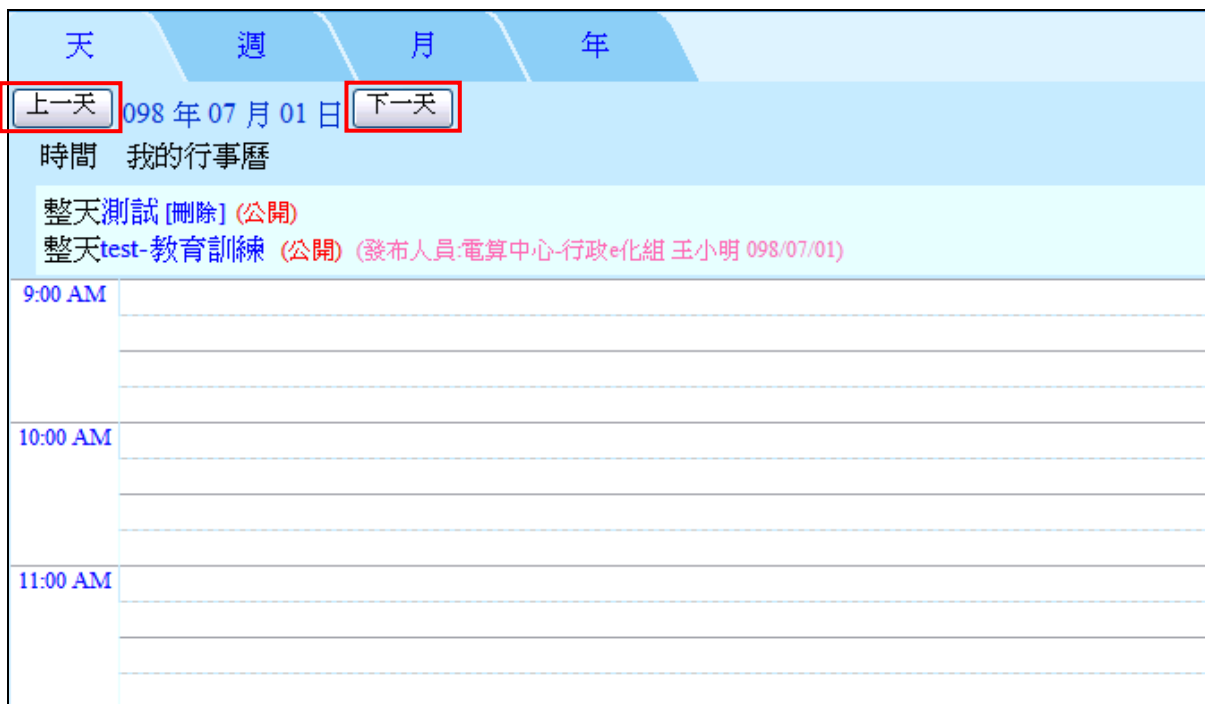 天 週 月 年
上一天 098 年 07 月 01 日 下一天
時間 我的行事曆
整天測試 [刪除] (公開)
整天test-教育訓練 (公開) (發布人員:電算中心-行政e化組 王小明 098/07/01)
9:00 AM
10:00 AM
11:00 AM